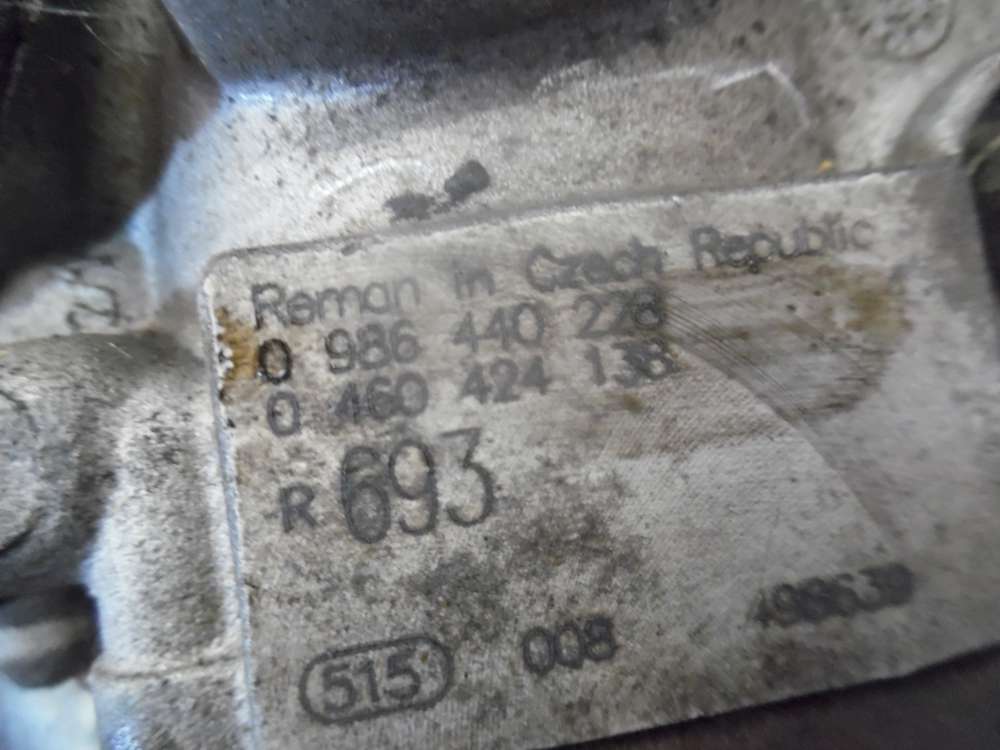 Reman in Czech Republic
0 986 440 228
0 460 424 138
R 693
515 008 498639